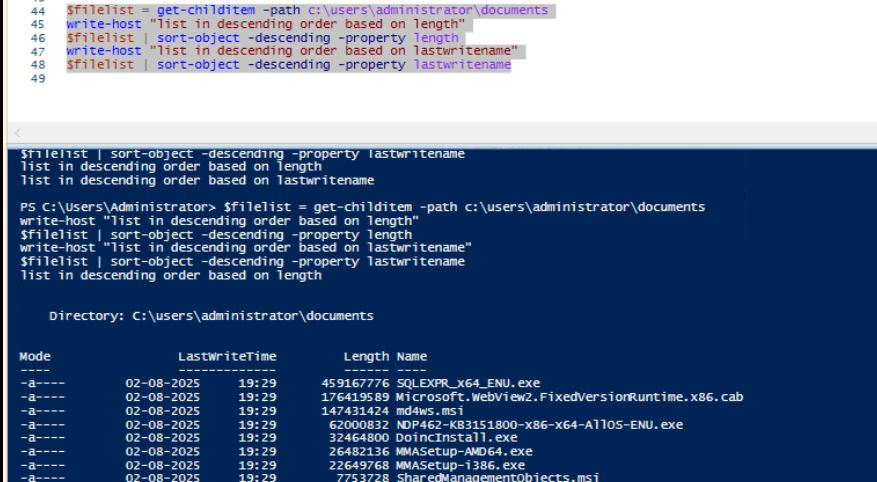 44 $filelist = get-childitem -path c:\users\administrator\documents
45 write-host "list in descending order based on length"
46 $filelist | sort-object -descending -property length
47 write-host "list in descending order based on lastwritename"
48 $filelist | sort-object -descending -property lastwritename
49
$filelist | sort-object -descending -property lastwritename
list in descending order based on length
list in descending order based on lastwritename
PS C:\Users\Administrator> $filelist = get-childitem -path c:\users\administrator\documents
write-host "list in descending order based on length"
$filelist | sort-object -descending -property length
write-host "list in descending order based on lastwritename"
$filelist | sort-object -descending -property lastwritename
list in descending order based on length
Directory: C:\users\administrator\documents
Mode LastWriteTime Length Name
---- ------------- ------ ----
-a---- 02-08-2025 19:29 459167776 SQLEXPR_x64_ENU.exe
-a---- 02-08-2025 19:29 176419589 Microsoft.WebView2.FixedVersionRuntime.x86.cab
-a---- 02-08-2025 19:29 147431424 md4ws.msi
-a---- 02-08-2025 19:29 62000832 NDP462-KB3151800-x86-x64-AllOS-ENU.exe
-a---- 02-08-2025 19:29 32464800 DoincInstall.exe
-a---- 02-08-2025 19:29 26482136 MMASetup-AMD64.exe
-a---- 02-08-2025 19:29 22649768 MMASetup-i386.exe
-a---- 02-08-2025 19:29 7753728 SharedManagementObjects.msi